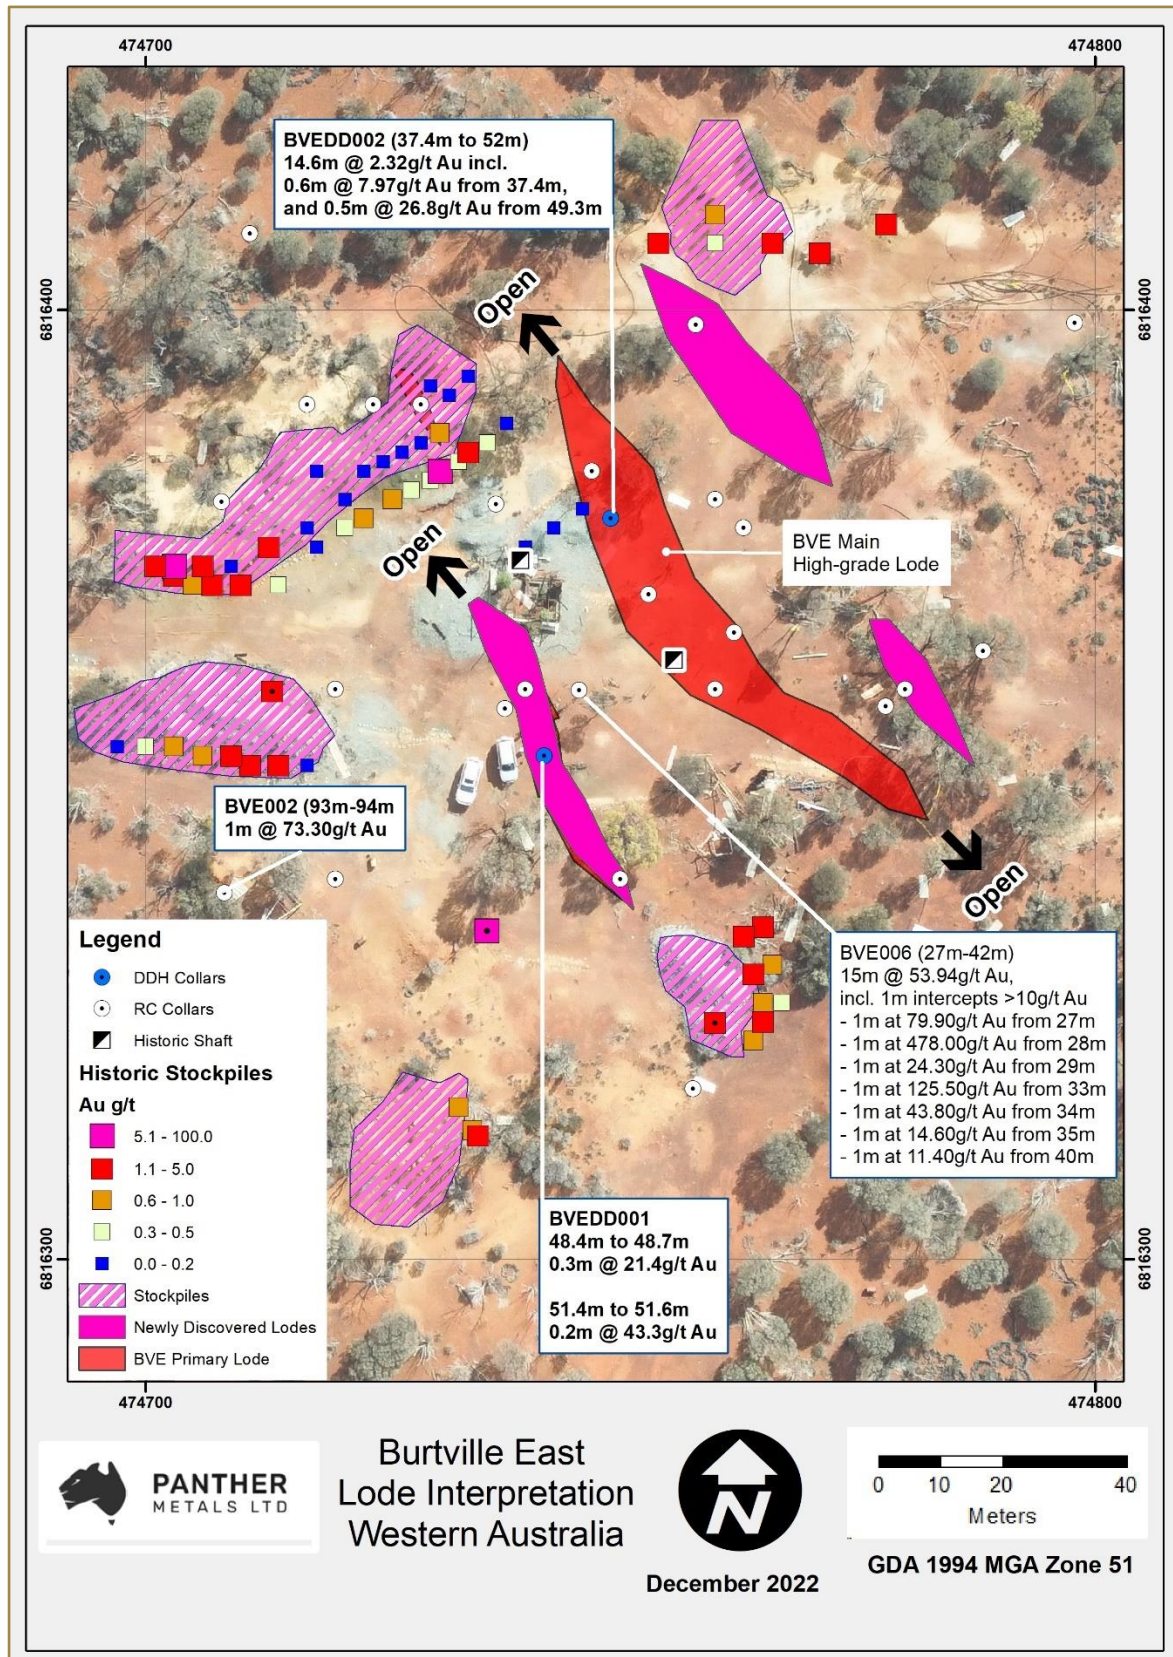 474700
474800
BVEDD002 (37.4m to 52m)
14.6m @ 2.32g/t Au incl.
0.6m @ 7.97g/t Au from 37.4m,
and 0.5m @ 26.8g/t Au from 49.3m
Open
6816400
6816400
Open
BVE Main
High-grade Lode
BVE002 (93m-94m
1m @ 73.30g/t Au
Open
Legend
DDH Collars
RC Collars
Historic Shaft
Historic Stockpiles
Au g/t
5.1 - 100.0
1.1 - 5.0
0.6 - 1.0
0.3 - 0.5
0.0 - 0.2
Stockpiles
Newly Discovered Lodes
BVE Primary Lode
BVE006 (27m-42m)
15m @ 53.94g/t Au,
incl. 1m intercepts >10g/t Au
- 1m at 79.90g/t Au from 27m
- 1m at 478.00g/t Au from 28m
- 1m at 24.30g/t Au from 29m
- 1m at 125.50g/t Au from 33m
- 1m at 43.80g/t Au from 34m
- 1m at 14.60g/t Au from 35m
- 1m at 11.40g/t Au from 40m
BVEDD001
48.4m to 48.7m
0.3m @ 21.4g/t Au
51.4m to 51.6m
0.2m @ 43.3g/t Au
6816300
6816300
474700
474800
PANTHER
METALS LTD
Burtville East
Lode Interpretation
Western Australia
N
December 2022
0 10 20 40
Meters
GDA 1994 MGA Zone 51